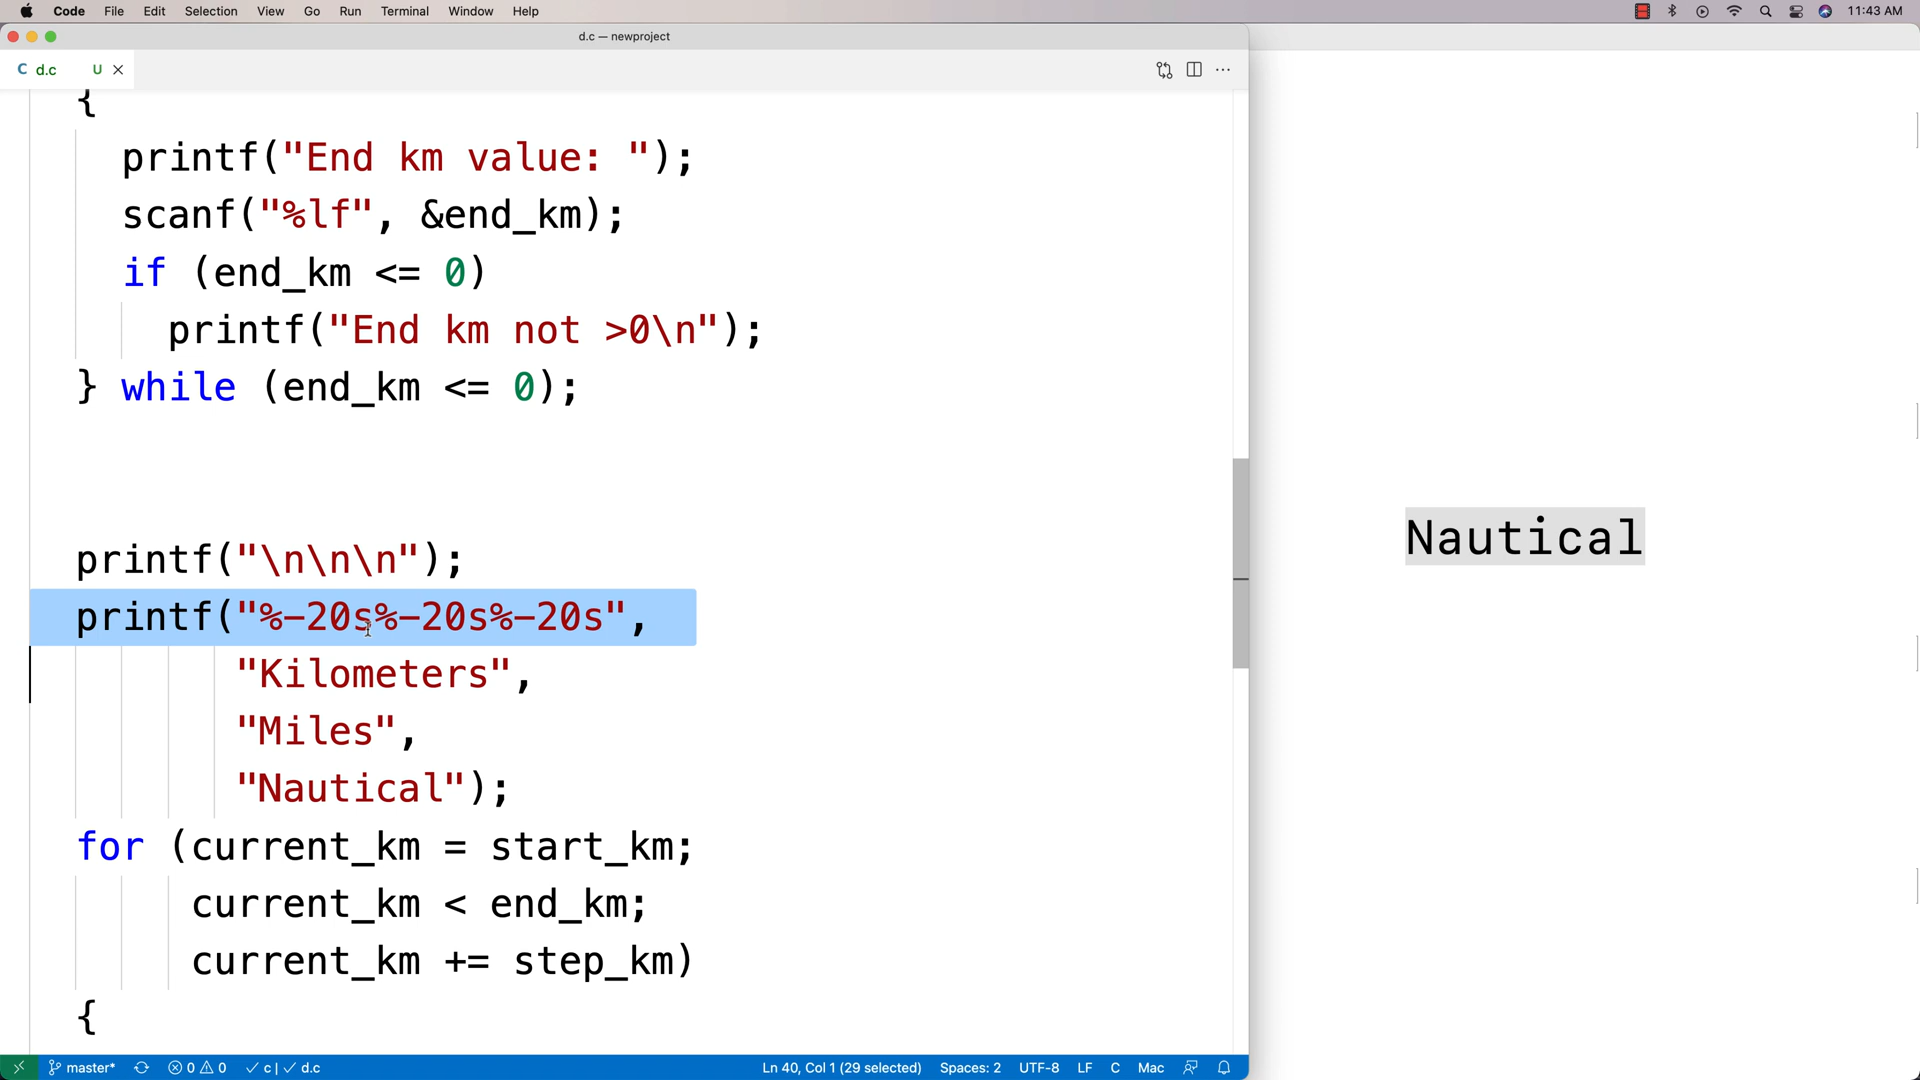 Code File Edit Selection View Go Run Terminal Window Help 11:43 AM
d.c — newproject
C d.c U
{
printf("End km value: ");
scanf("%lf", &end_km);
if (end_km <= 0)
printf("End km not >0\n");
} while (end_km <= 0);
printf("\n\n\n");
printf("%-20s%-20s%-20s",
"Kilometers",
"Miles",
"Nautical");
for (current_km = start_km;
current_km < end_km;
current_km += step_km)
{
Nautical
master* 0 0 c | d.c Ln 40, Col 1 (29 selected) Spaces: 2 UTF-8 LF C Mac